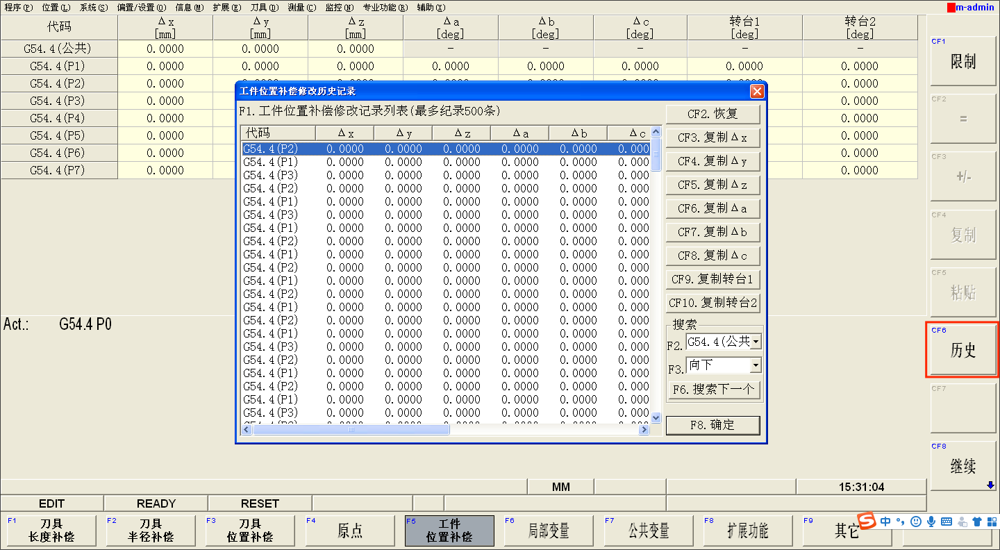 程序(P) 位置(L) 系统(S) 偏置/设置(O) 信息(M) 扩展(E) 刀具(D) 测量(C) 监控(N) 专业功能(R) 辅助(X) m-admin
代码 Δx [mm] Δy [mm] Δz [mm] Δa [deg] Δb [deg] Δc [deg] 转台1 [deg] 转台2 [deg]
G54.4(公共) 0.0000 0.0000 0.0000 — — — — —
G54.4(P1) 0.0000 0.0000 0.0000 0.0000 0.0000 0.0000 0.0000 0.0000
G54.4(P2) 0.0000 0.0000
G54.4(P3) 0.0000 0.0000
G54.4(P4) 0.0000 0.0000
G54.4(P5) 0.0000 0.0000
G54.4(P6) 0.0000 0.0000
G54.4(P7) 0.0000 0.0000
工件位置补偿修改历史记录
F1.工件位置补偿修改记录列表(最多纪录500条)
代码 Δx Δy Δz Δa Δb Δc
G54.4(P2) 0.0000 0.0000 0.0000 0.0000 0.0000 0.000
G54.4(P1) 0.0000 0.0000 0.0000 0.0000 0.0000 0.000
G54.4(P3) 0.0000 0.0000 0.0000 0.0000 0.0000 0.000
G54.4(P2) 0.0000 0.0000 0.0000 0.0000 0.0000 0.000
G54.4(P1) 0.0000 0.0000 0.0000 0.0000 0.0000 0.000
G54.4(P3) 0.0000 0.0000 0.0000 0.0000 0.0000 0.000
G54.4(P1) 0.0000 0.0000 0.0000 0.0000 0.0000 0.000
G54.4(P2) 0.0000 0.0000 0.0000 0.0000 0.0000 0.000
G54.4(P1) 0.0000 0.0000 0.0000 0.0000 0.0000 0.000
G54.4(P2) 0.0000 0.0000 0.0000 0.0000 0.0000 0.000
G54.4(P1) 0.0000 0.0000 0.0000 0.0000 0.0000 0.000
G54.4(P2) 0.0000 0.0000 0.0000 0.0000 0.0000 0.000
G54.4(P1) 0.0000 0.0000 0.0000 0.0000 0.0000 0.000
G54.4(P2) 0.0000 0.0000 0.0000 0.0000 0.0000 0.000
G54.4(P1) 0.0000 0.0000 0.0000 0.0000 0.0000 0.000
G54.4(P3) 0.0000 0.0000 0.0000 0.0000 0.0000 0.000
G54.4(P2) 0.0000 0.0000 0.0000 0.0000 0.0000 0.000
G54.4(P1) 0.0000 0.0000 0.0000 0.0000 0.0000 0.000
G54.4(P2) 0.0000 0.0000 0.0000 0.0000 0.0000 0.000
G54.4(P1) 0.0000 0.0000 0.0000 0.0000 0.0000 0.000
G54.4(P3) 0.0000 0.0000 0.0000 0.0000 0.0000 0.000
CF2.恢复
CF3.复制Δx
CF4.复制Δy
CF5.复制Δz
CF6.复制Δa
CF7.复制Δb
CF8.复制Δc
CF9.复制转台1
CF10.复制转台2
搜索
F2. G54.4(公共
F3. 向下
F6.搜索下一个
F8.确定
CF1
限制
CF2
=
CF3
+/-
CF4
复制
CF5
粘贴
CF6
历史
CF7
CF8
继续
Act.: G54.4 P0
MM 15:31:04
EDIT READY RESET
F1 刀具
长度补偿
F2 刀具
半径补偿
F3 刀具
位置补偿
F4 原点
F5 工件
位置补偿
F6 局部变量
F7 公共变量
F8 扩展功能
F9 其它
S 中